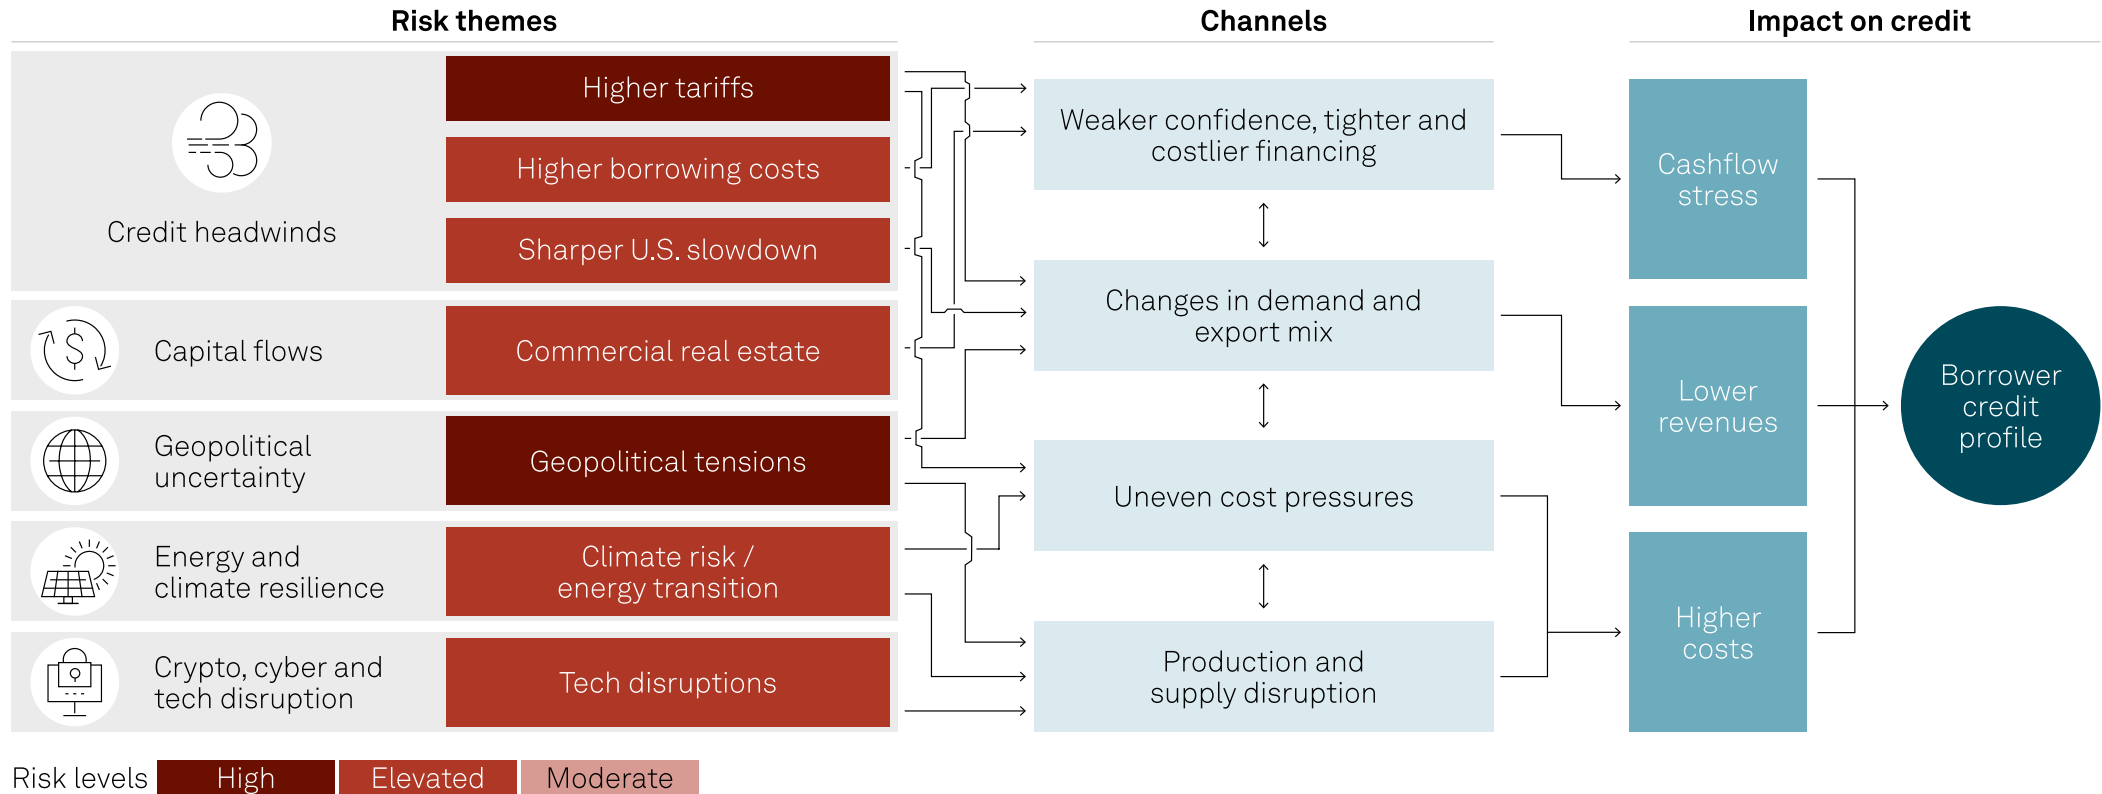 Risk themes
Channels
Impact on credit
Credit headwinds
Higher tariffs
Higher borrowing costs
Sharper U.S. slowdown
Capital flows
Commercial real estate
Geopolitical
uncertainty
Geopolitical tensions
Energy and
climate resilience
Climate risk /
energy transition
Crypto, cyber and
tech disruption
Tech disruptions
Weaker confidence, tighter and
costlier financing
Changes in demand and
export mix
Uneven cost pressures
Production and
supply disruption
Cashflow
stress
Lower
revenues
Higher
costs
Borrower
credit
profile
Risk levels
High
Elevated
Moderate